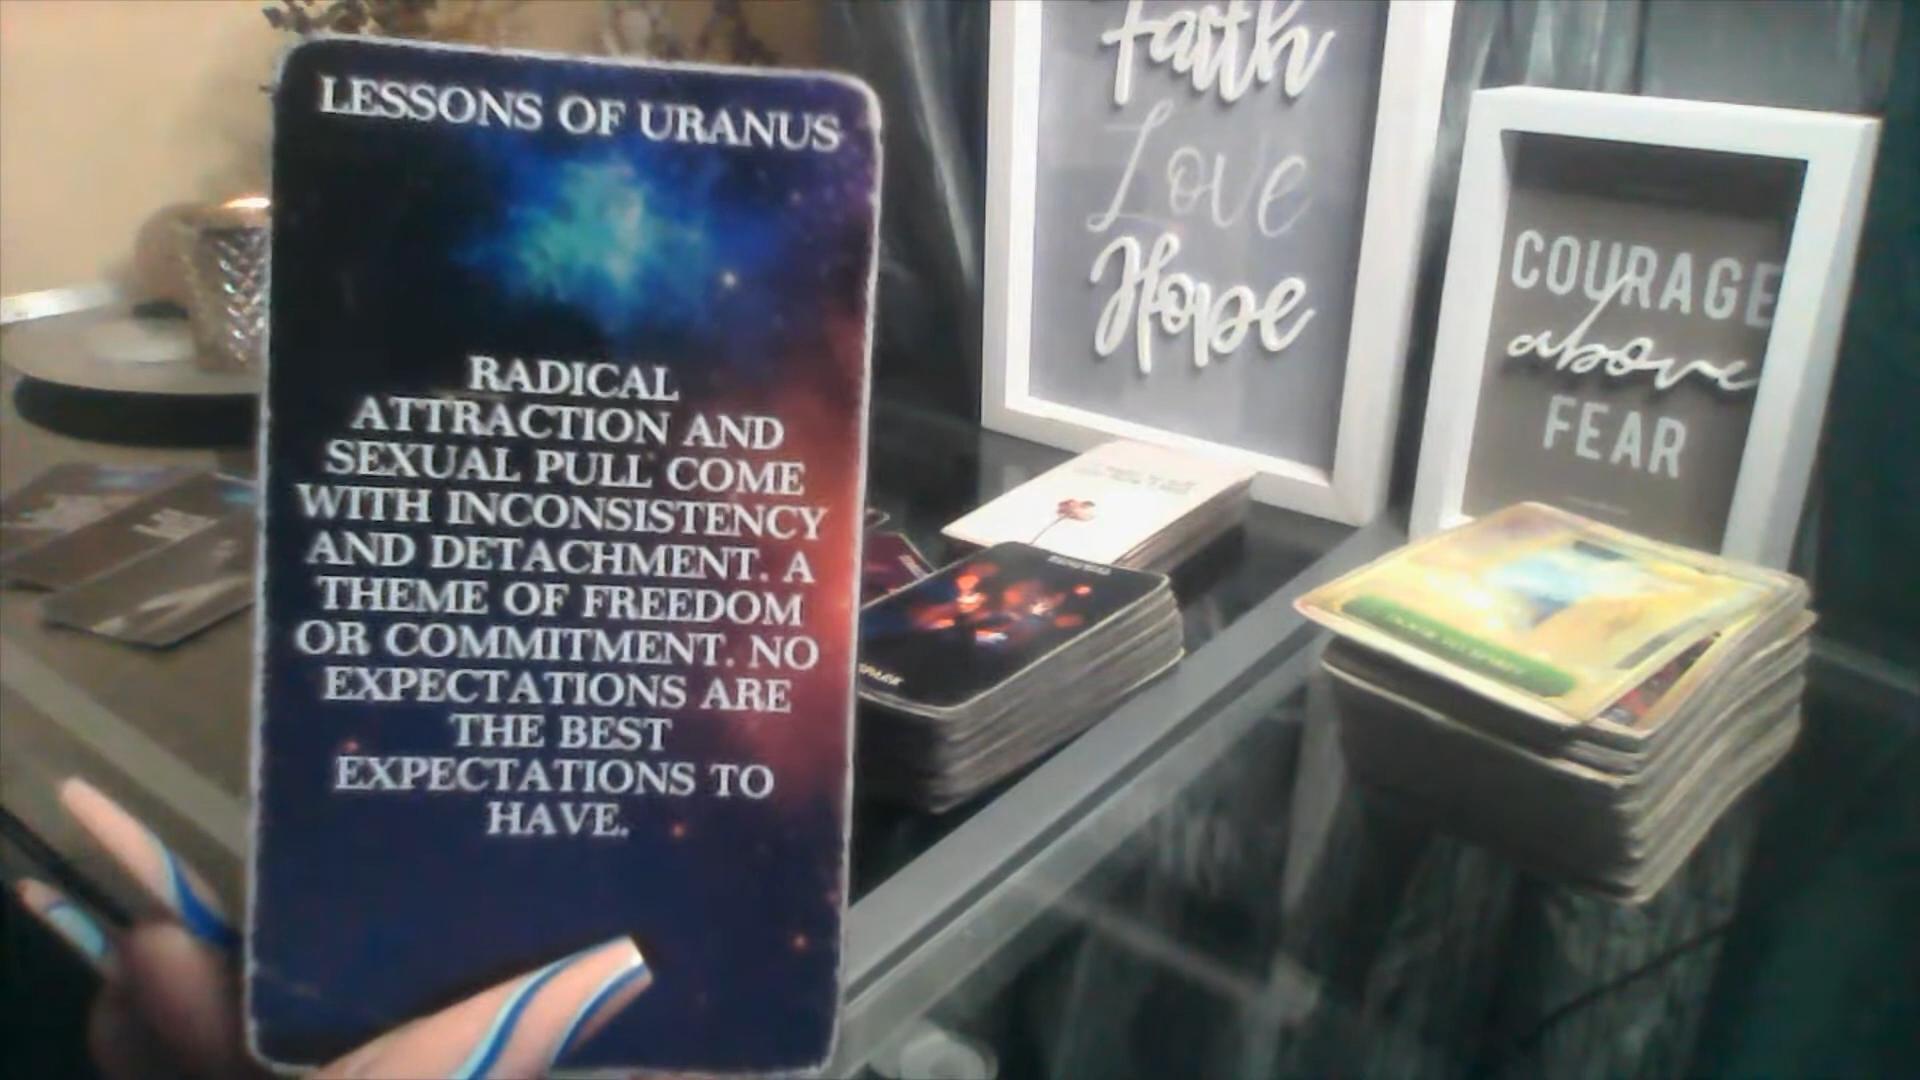 LESSONS OF URANUS
RADICAL
ATTRACTION AND
SEXUAL PULL COME
WITH INCONSISTENCY
AND DETACHMENT. A
THEME OF FREEDOM
OR COMMITMENT. NO
EXPECTATIONS ARE
THE BEST
EXPECTATIONS TO
HAVE.
Faith
Love
Hope
COURAGE
above
FEAR